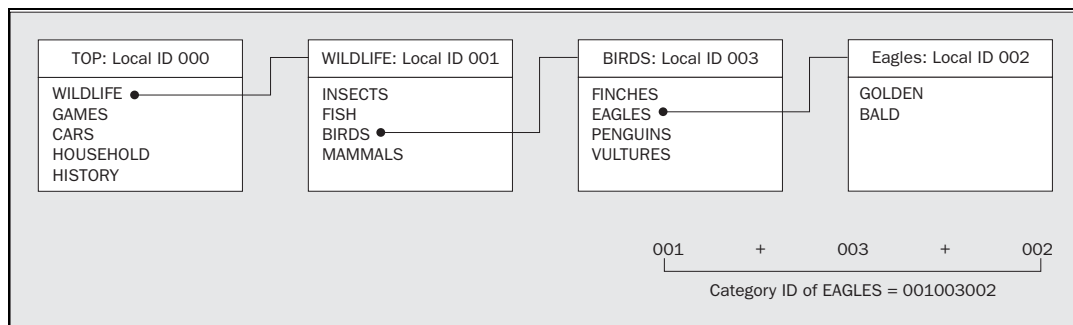 TOP: Local ID 000
WILDLIFE
GAMES
CARS
HOUSEHOLD
HISTORY
WILDLIFE: Local ID 001
INSECTS
FISH
BIRDS
MAMMALS
BIRDS: Local ID 003
FINCHES
EAGLES
PENGUINS
VULTURES
Eagles: Local ID 002
GOLDEN
BALD
001 + 003 + 002
Category ID of EAGLES = 001003002